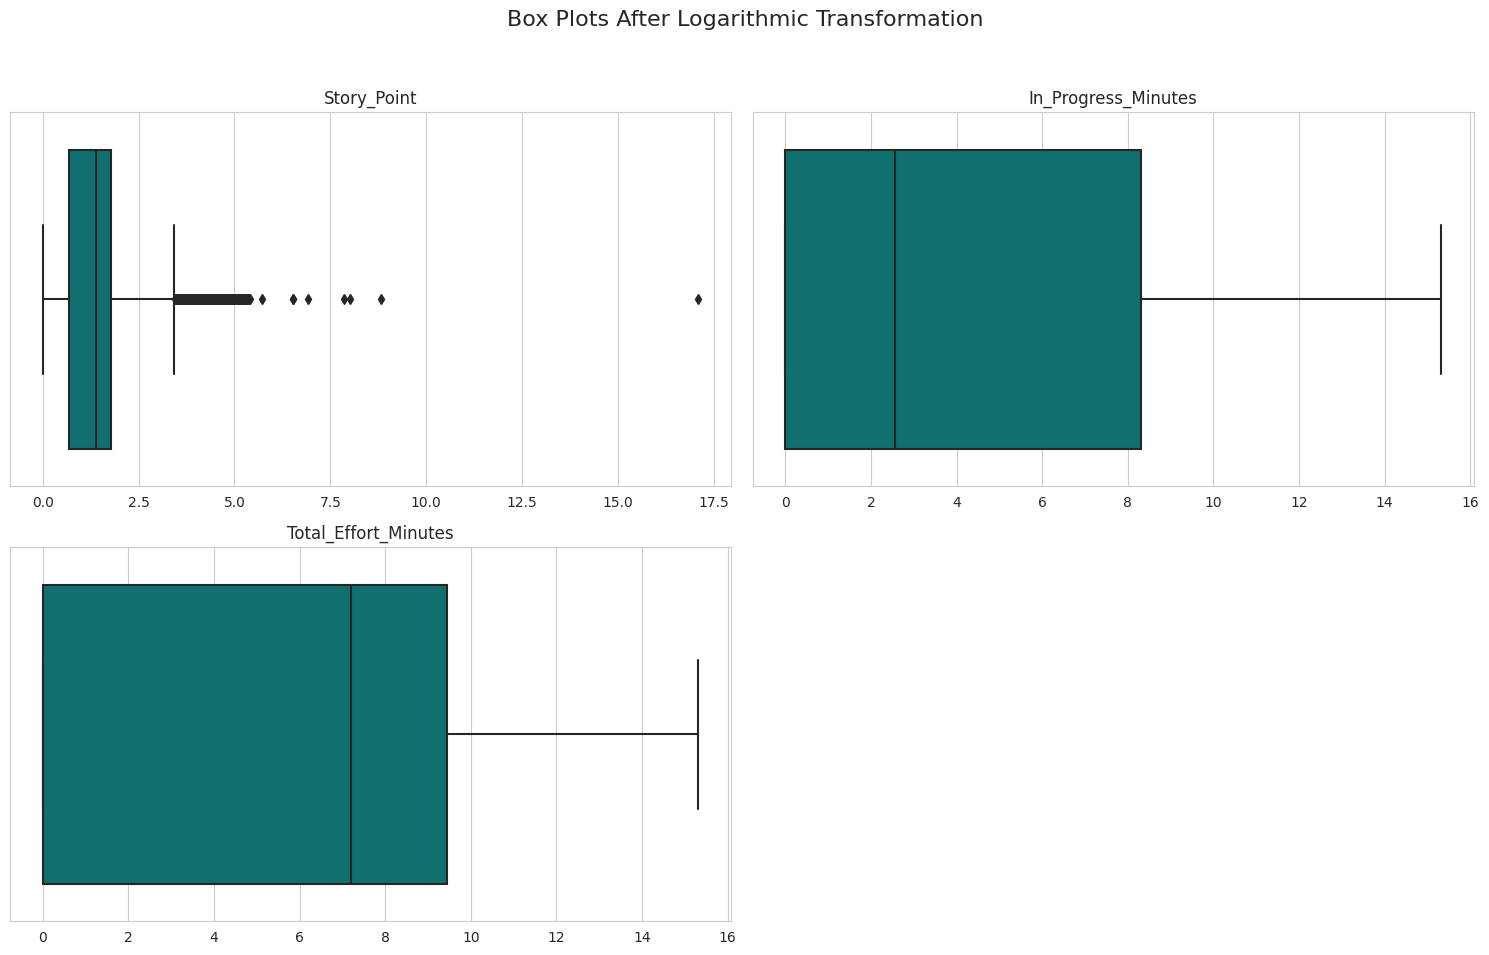 Box Plots After Logarithmic Transformation
Story_Point
0.0 2.5 5.0 7.5 10.0 12.5 15.0 17.5
In_Progress_Minutes
0 2 4 6 8 10 12 14 16
Total_Effort_Minutes
0 2 4 6 8 10 12 14 16